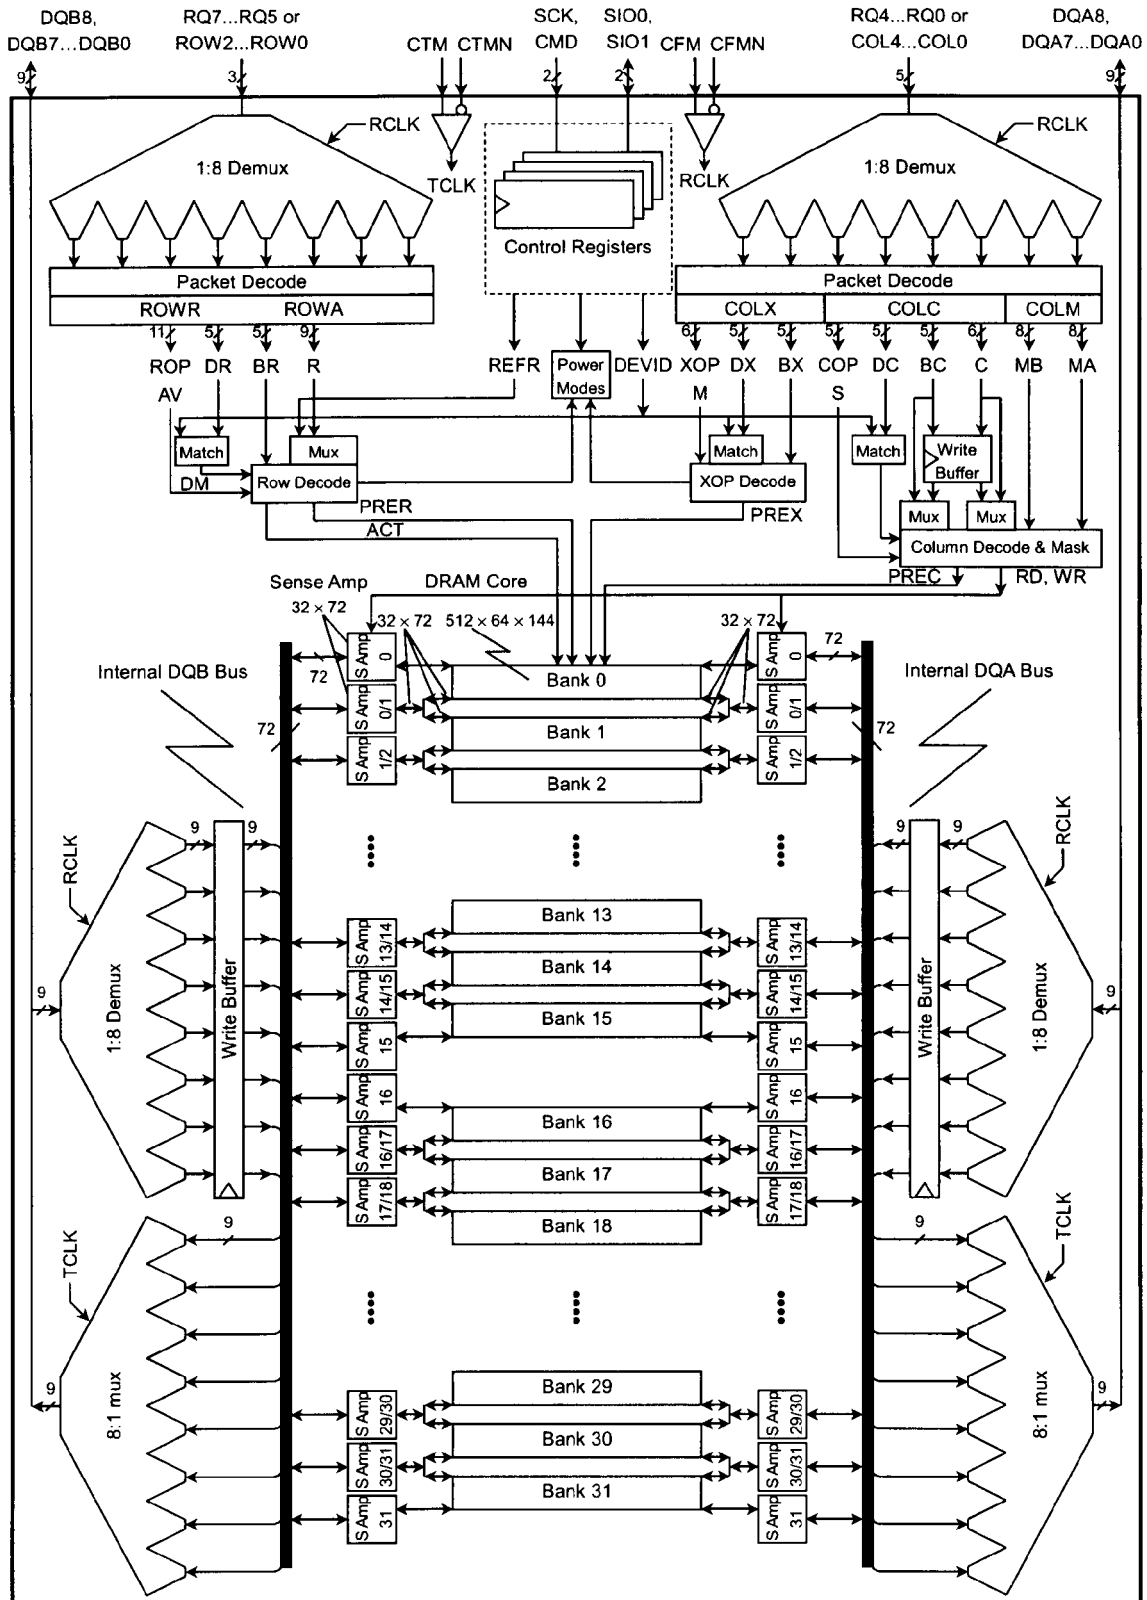 DQB8,
DQB7...DQB0
RQ7...RQ5 or
ROW2...ROW0
CTM CTMN
SCK,
CMD
SIO0,
SIO1
CFM CFMN
RQ4...RQ0 or
COL4...COL0
DQA8,
DQA7...DQA0
9
3
2
2
5
9
RCLK
1:8 Demux
TCLK
RCLK
RCLK
1:8 Demux
Control Registers
Packet Decode
ROWR ROWA
Packet Decode
COLX COLC COLM
11 5 5 9
6 5 5 5 5 5 6 8 8
ROP DR BR R
AV
REFR
Power
Modes
DEVID
XOP DX BX COP DC BC C MB MA
M S
Match
Mux
DM
Row Decode
Match
XOP Decode
Match
Write
Buffer
Mux
Mux
Column Decode & Mask
PRER
ACT
PREX
PREC
RD, WR
Sense Amp
32 × 72
32 × 72
DRAM Core
512 × 64 × 144
32 × 72
72
72
Internal DQB Bus
Internal DQA Bus
72
72
S Amp
0
Bank 0
S Amp
0
S Amp
0/1
Bank 1
S Amp
0/1
S Amp
1/2
Bank 2
S Amp
1/2
9 9
9 9
RCLK
RCLK
9
1:8 Demux
Write Buffer
Write Buffer
1:8 Demux
9
Bank 13
S Amp
13/14
Bank 14
S Amp
13/14
S Amp
14/15
Bank 15
S Amp
14/15
S Amp
15
S Amp
15
S Amp
16
Bank 16
S Amp
16
S Amp
16/17
Bank 17
S Amp
16/17
S Amp
17/18
Bank 18
S Amp
17/18
9
9
TCLK
TCLK
9
8:1 mux
8:1 mux
9
Bank 29
S Amp
29/30
Bank 30
S Amp
29/30
S Amp
30/31
Bank 31
S Amp
30/31
S Amp
31
S Amp
31